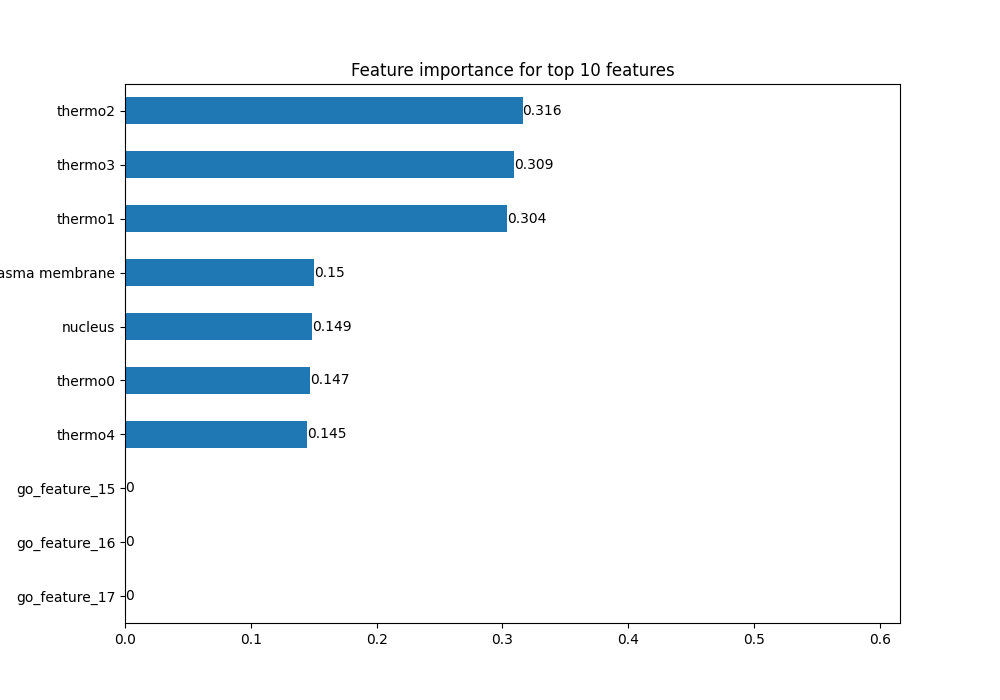 Feature importance for top 10 features
thermo2 0.316
thermo3 0.309
thermo1 0.304
asma membrane 0.15
nucleus 0.149
thermo0 0.147
thermo4 0.145
go_feature_15 0
go_feature_16 0
go_feature_17 0
0.0 0.1 0.2 0.3 0.4 0.5 0.6